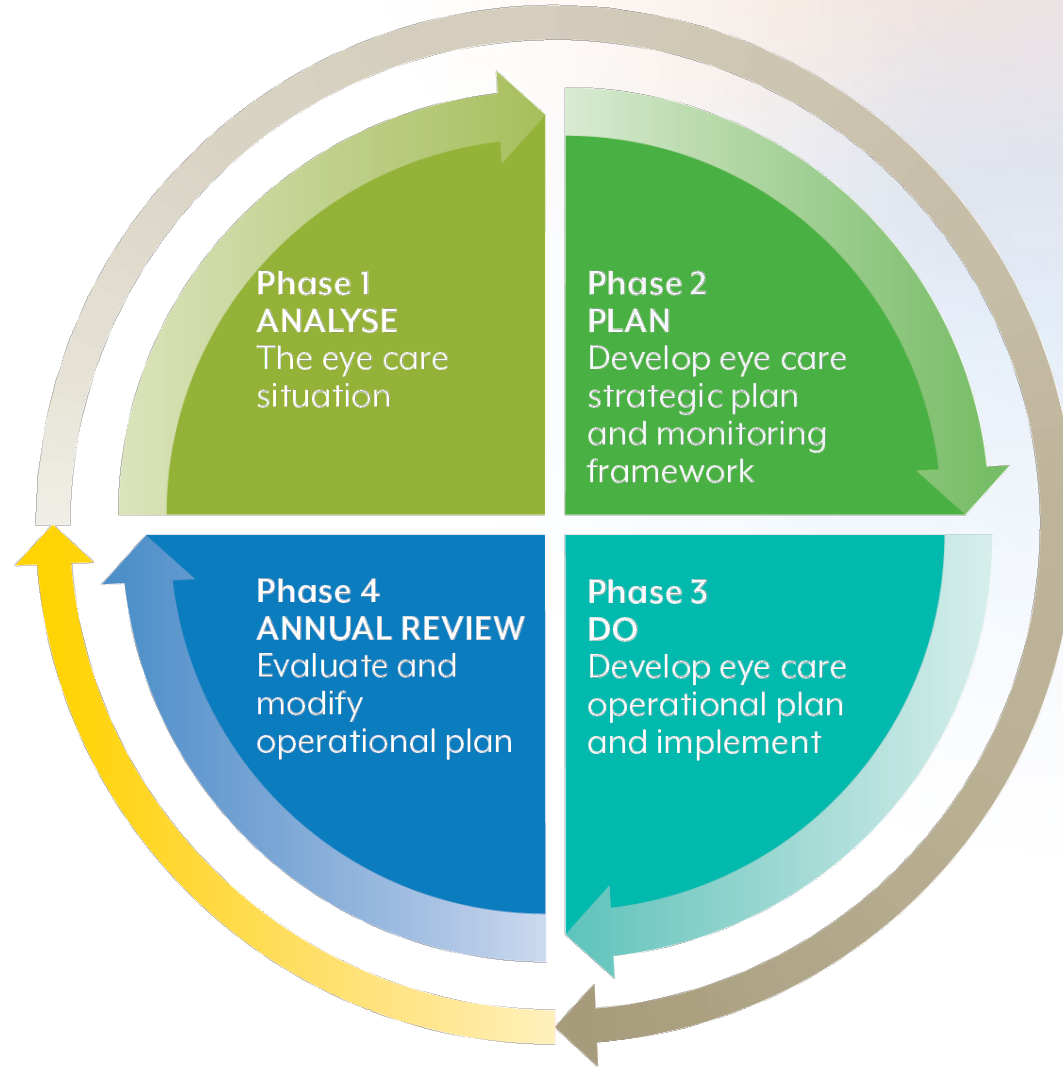 Phase 1
ANALYSE
The eye care
situation
Phase 2
PLAN
Develop eye care
strategic plan
and monitoring
framework
Phase 3
DO
Develop eye care
operational plan
and implement
Phase 4
ANNUAL REVIEW
Evaluate and
modify
operational plan